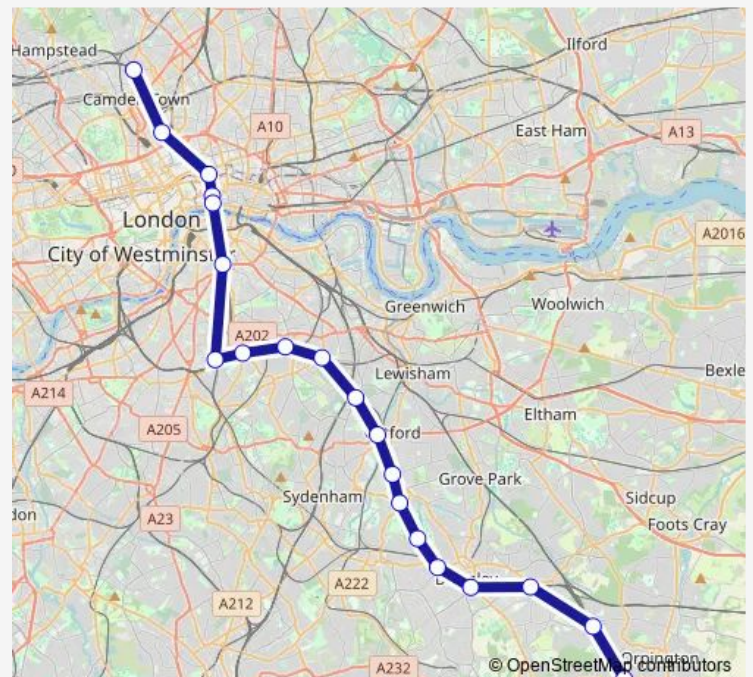 Hampstead
Ilford
Camden Town
A10
East Ham
A13
London
A2016
City of Westminster
Greenwich
Woolwich
A202
Lewisham
Bexle
A214
Eltham
A205
ford
Grove Park
Sydenham
Sidcup
don
A23
Foots Cray
A222
A212
Orpington
A232
© OpenStreetMap contributors